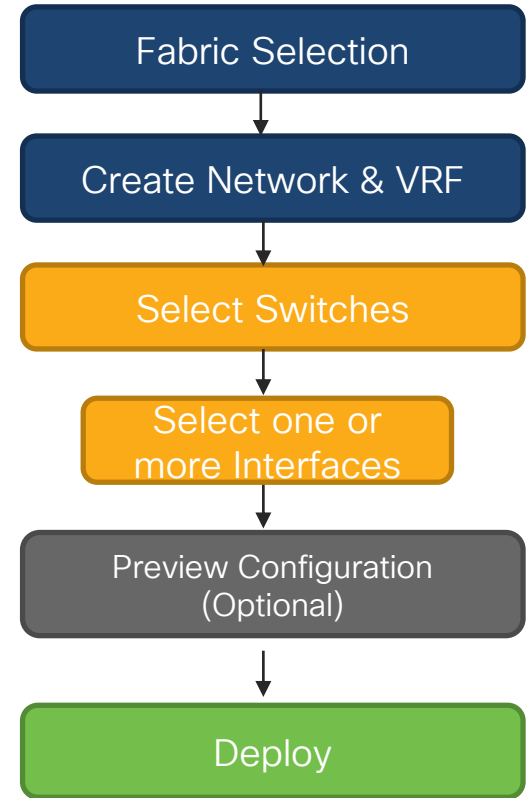 Fabric Selection
Create Network & VRF
Select Switches
Select one or
more Interfaces
Preview Configuration
(Optional)
Deploy